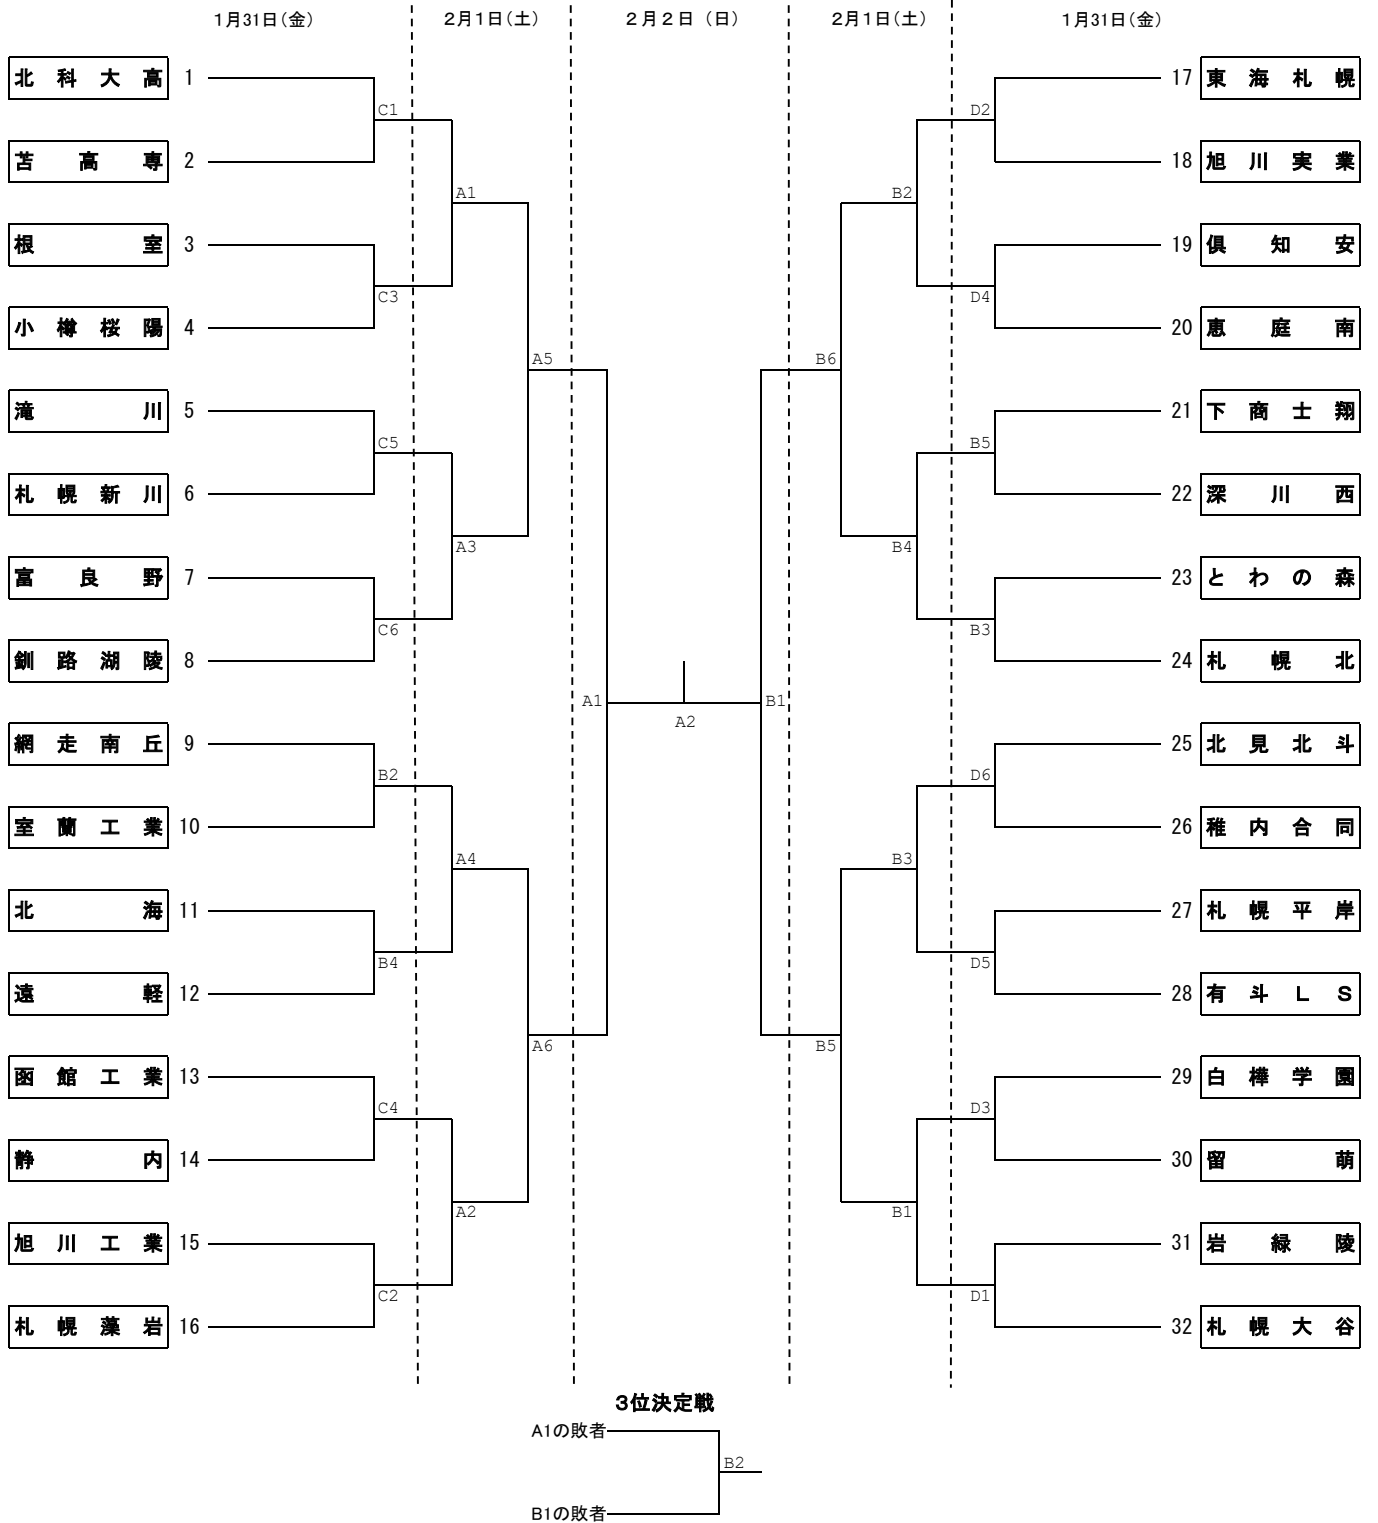 1月31日(金) 2月1日(土) 2月2日(日) 2月1日(土) 1月31日(金)
北科大高 1 17 東海札幌
C1 D2
苫高専 2 18 旭川実業
A1 B2
根室 3 19 倶知安
C3 D4
小樽桜陽 4 20 恵庭南
A5 B6
滝川 5 21 下商士翔
C5 B5
札幌新川 6 22 深川西
A3 B4
富良野 7 23 とわの森
C6 B3
釧路湖陵 8 24 札幌北
A1 A2 B1
網走南丘 9 25 北見北斗
B2 D6
室蘭工業 10 26 稚内合同
A4 B3
北海 11 27 札幌平岸
B4 D5
遠軽 12 28 有斗LS
A6 B5
函館工業 13 29 白樺学園
C4 D3
静内 14 30 留萌
A2 B1
旭川工業 15 31 岩緑陵
C2 D1
札幌藻岩 16 32 札幌大谷
3位決定戦
A1の敗者
B2
B1の敗者